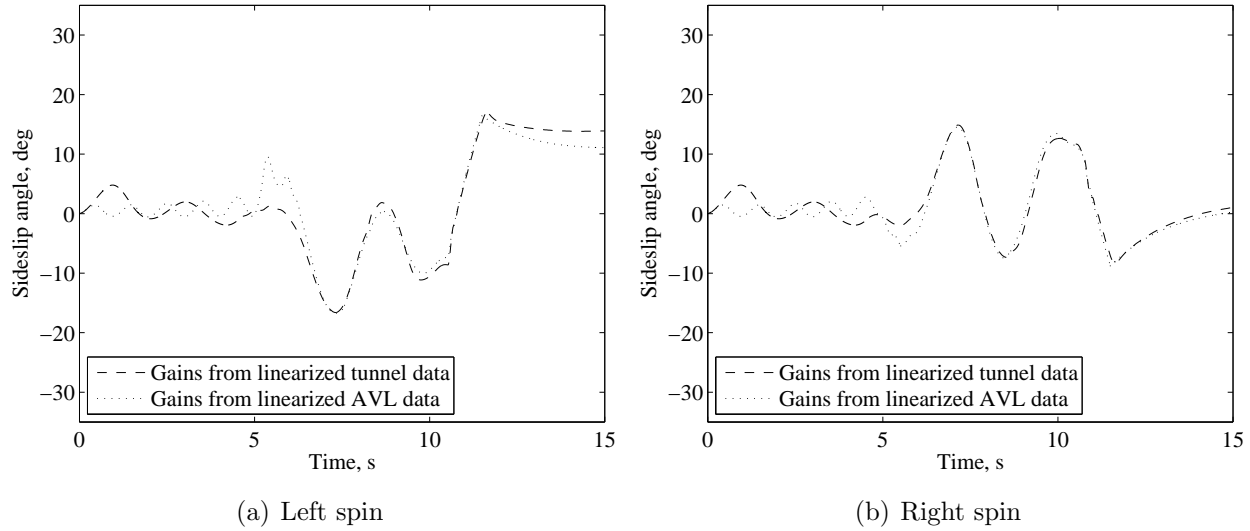 Sideslip angle, deg
30
20
10
0
−10
−20
−30
Gains from linearized tunnel data
Gains from linearized AVL data
0 5 10 15
Time, s
(a) Left spin
Sideslip angle, deg
30
20
10
0
−10
−20
−30
Gains from linearized tunnel data
Gains from linearized AVL data
0 5 10 15
Time, s
(b) Right spin